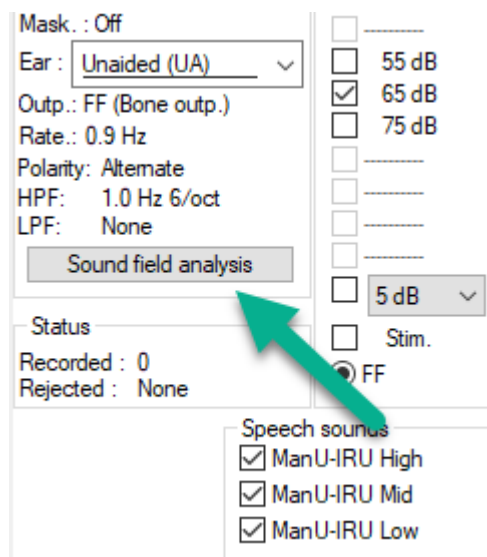 Mask. : Off
Ear : Unaided (UA)
Outp.: FF (Bone outp.)
Rate.: 0.9 Hz
Polarity: Alternate
HPF: 1.0 Hz 6/oct
LPF: None
Sound field analysis
Status
Recorded : 0
Rejected : None
----------
55 dB
65 dB
75 dB
----------
----------
----------
----------
5 dB
Stim.
FF
Speech sounds
ManU-IRU High
ManU-IRU Mid
ManU-IRU Low